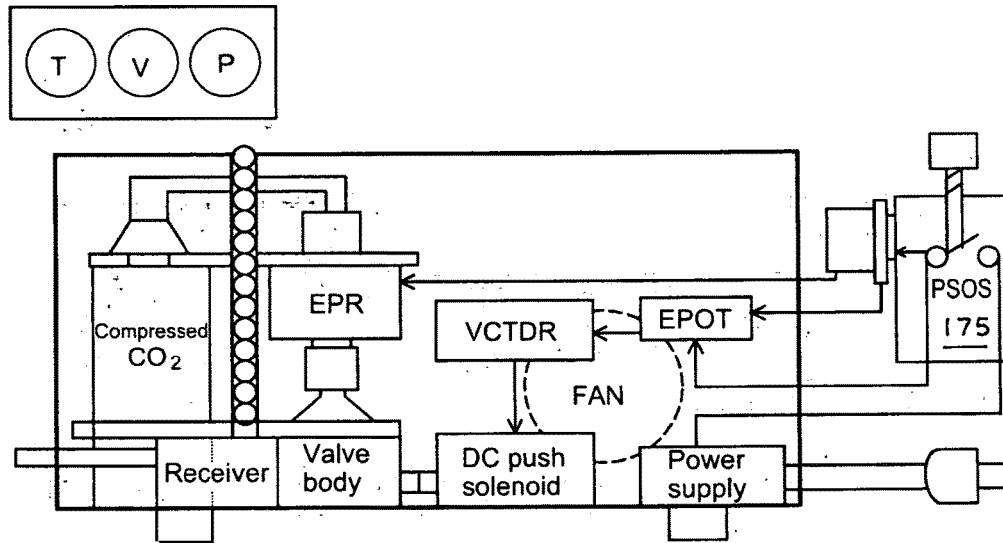 T V P
EPR
PSOS
175
Compressed
CO₂
VCTDR
EPOT
FAN
Receiver
Valve
body
DC push
solenoid
Power
supply